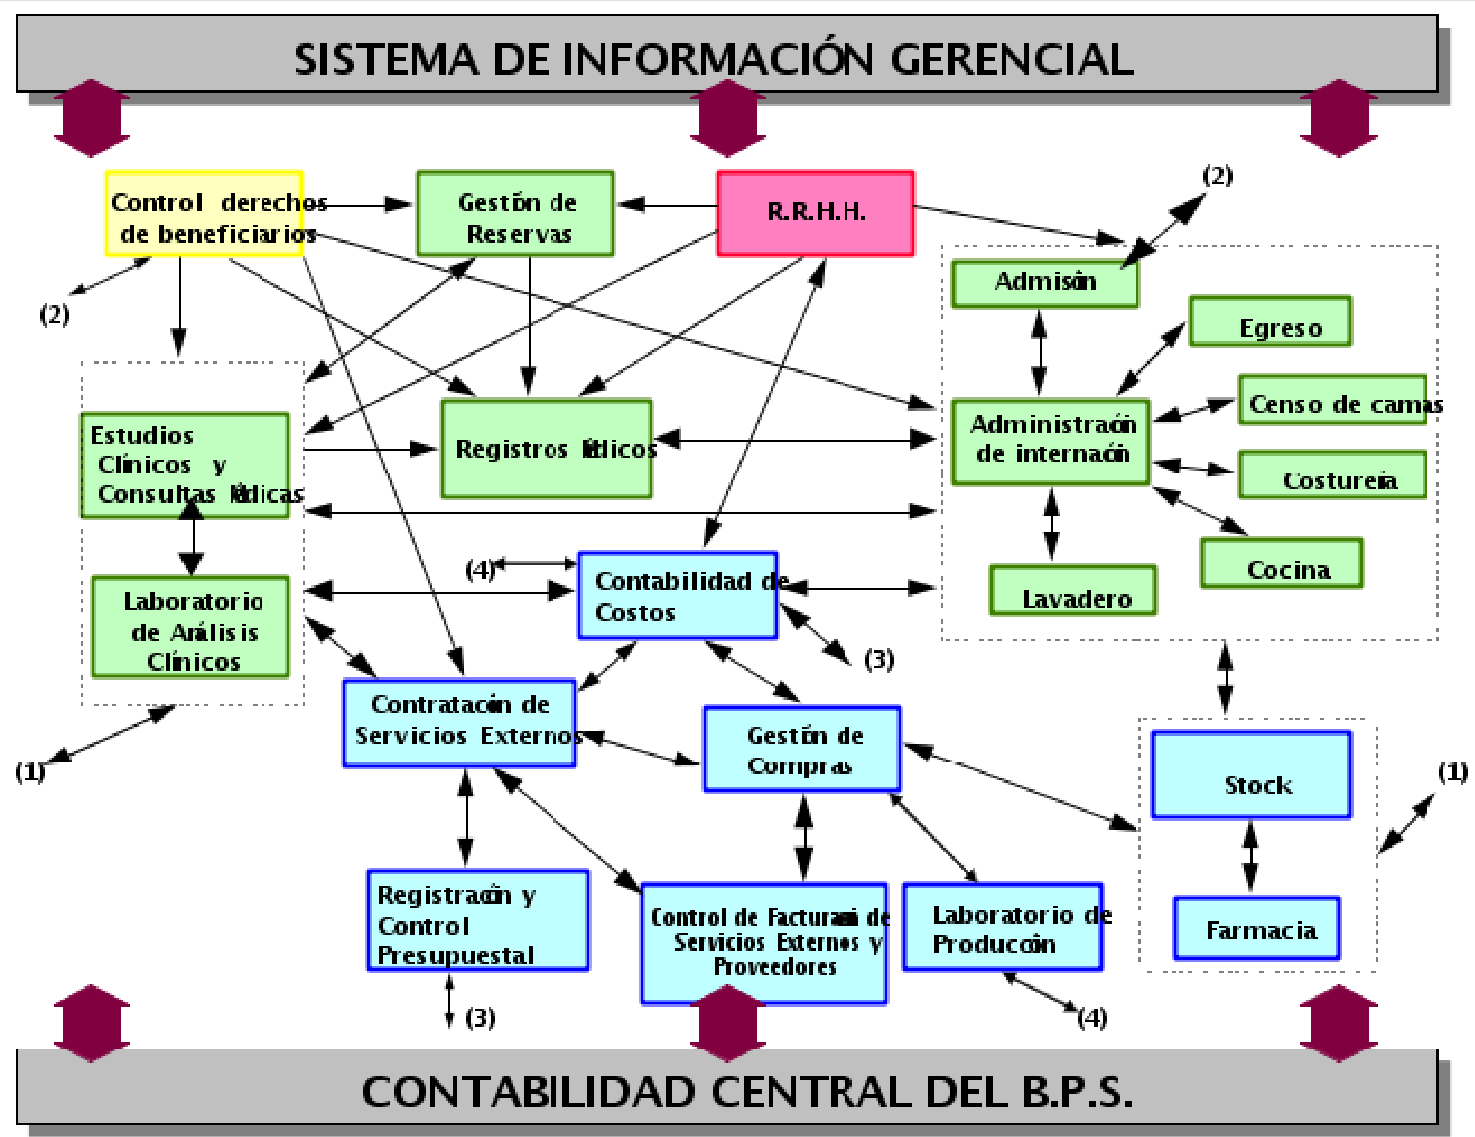 SISTEMA DE INFORMACIÓN GERENCIAL
Control derechos
de beneficiarios
Gestión de
Reservas
R.R.H.H.
(2)
(2)
Admisión
Egreso
Censo de camas
Administración
de internación
Costurería
Cocina
Lavadero
Estudios
Clínicos y
Consultas Médicas
Registros Médicos
Laboratorio
de Análisis
Clínicos
(4)
Contabilidad de
Costos
(3)
Contratación de
Servicios Externos
Gestión de
Compras
(1)
Stock
(1)
Farmacia
Registración y
Control
Presupuestal
Control de Facturación de
Servicios Externos y
Proveedores
Laboratorio de
Producción
(3)
(4)
CONTABILIDAD CENTRAL DEL B.P.S.